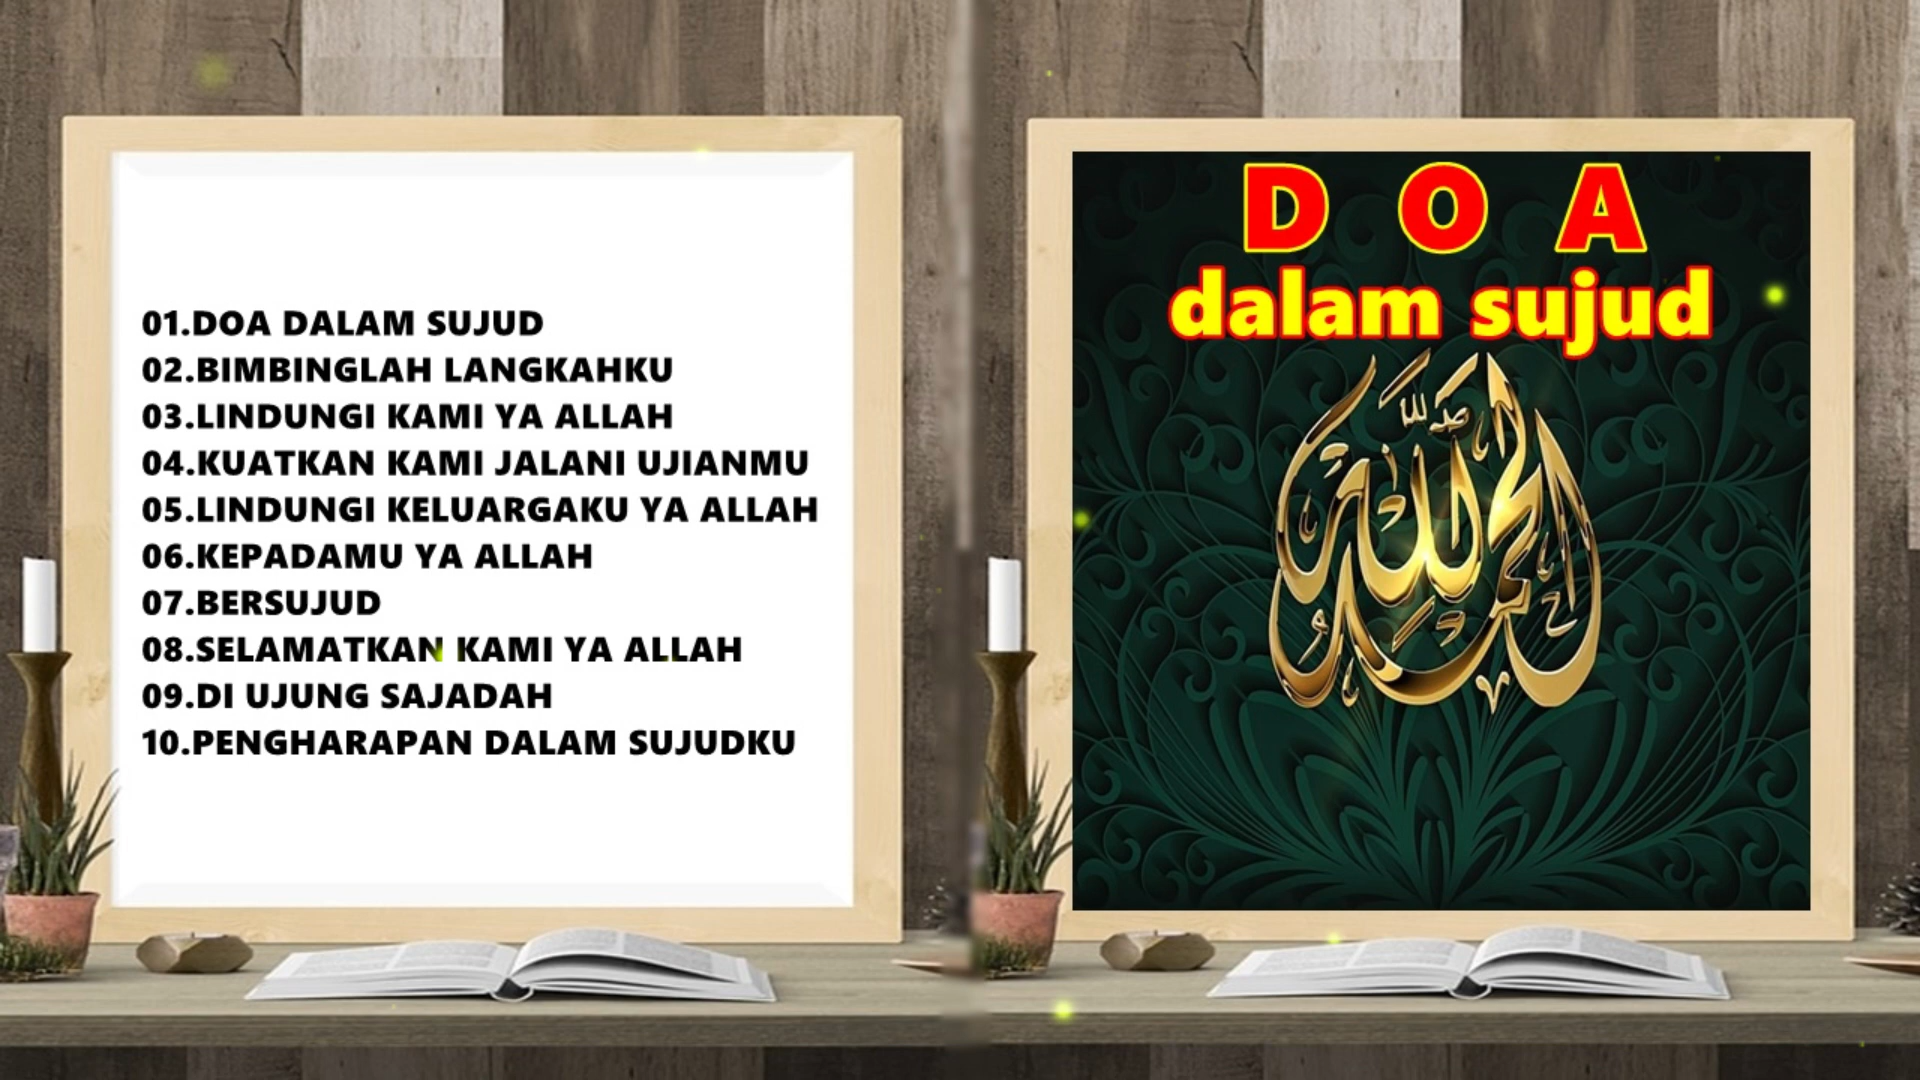 01.DOA DALAM SUJUD
02.BIMBINGLAH LANGKAHKU
03.LINDUNGI KAMI YA ALLAH
04.KUATKAN KAMI JALANI UJIANMU
05.LINDUNGI KELUARGAKU YA ALLAH
06.KEPADAMU YA ALLAH
07.BERSUJUD
08.SELAMATKAN KAMI YA ALLAH
09.DI UJUNG SAJADAH
10.PENGHARAPAN DALAM SUJUDKU
D O A
dalam sujud
الحمد لله